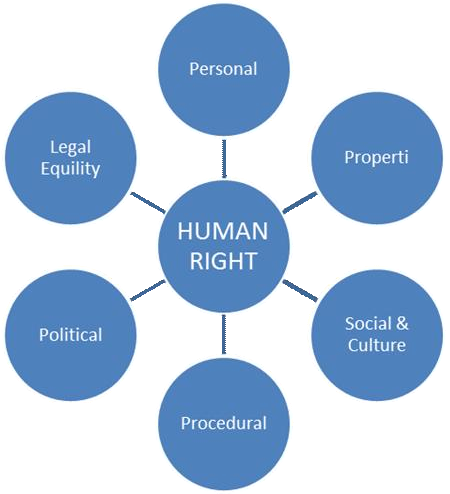 Personal
Legal
Equility
Properti
HUMAN
RIGHT
Political
Social &
Culture
Procedural